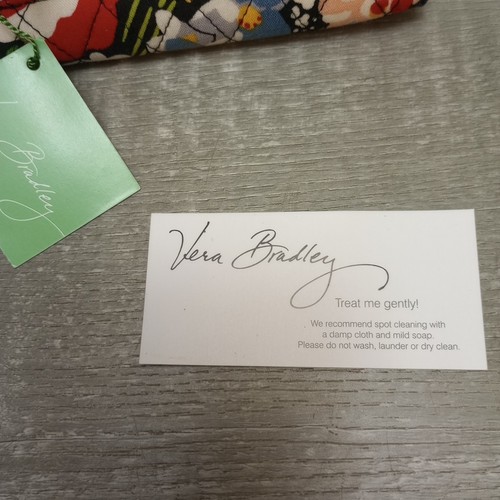 Bradley
Vera Bradley
Treat me gently!
We recommend spot cleaning with
a damp cloth and mild soap.
Please do not wash, launder or dry clean.